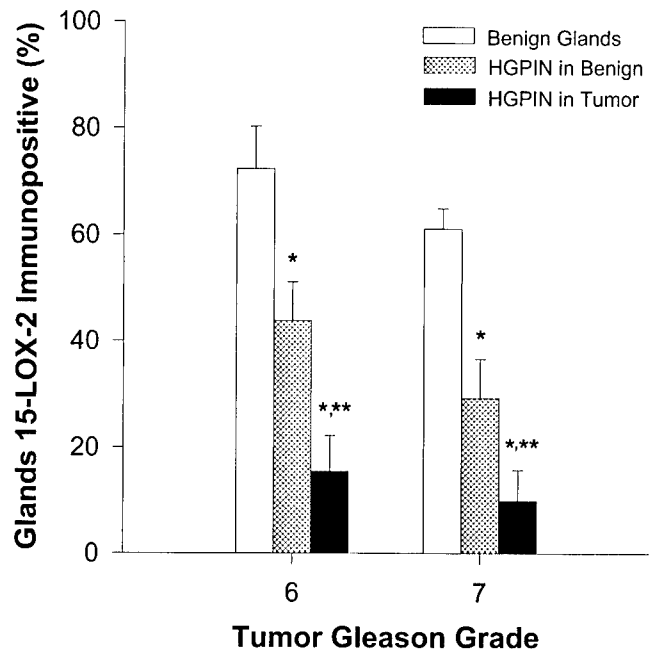 Glands 15-LOX-2 Immunopositive (%)
100
80
60
40
20
0
Benign Glands
HGPIN in Benign
HGPIN in Tumor
*
*,**
*
*,**
6
7
Tumor Gleason Grade